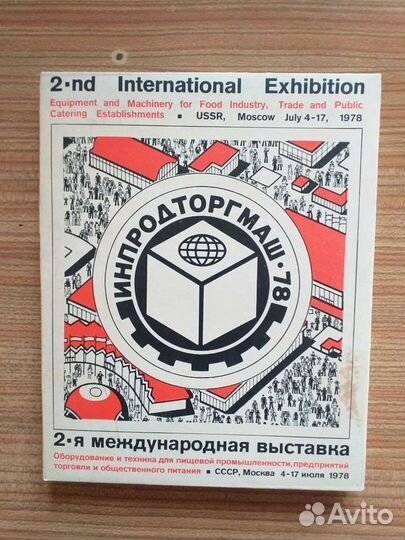 2-nd International Exhibition
Equipment and Machinery for Food Industry, Trade and Public
Catering Establishments ▪ USSR, Moscow July 4-17, 1978
ИНПРОДТОРГМАШ·78
2-я международная выставка
Оборудование и техника для пищевой промышленности, предприятий
торговли и общественного питания ▪ СССР, Москва 4-17 июля 1978
Avito